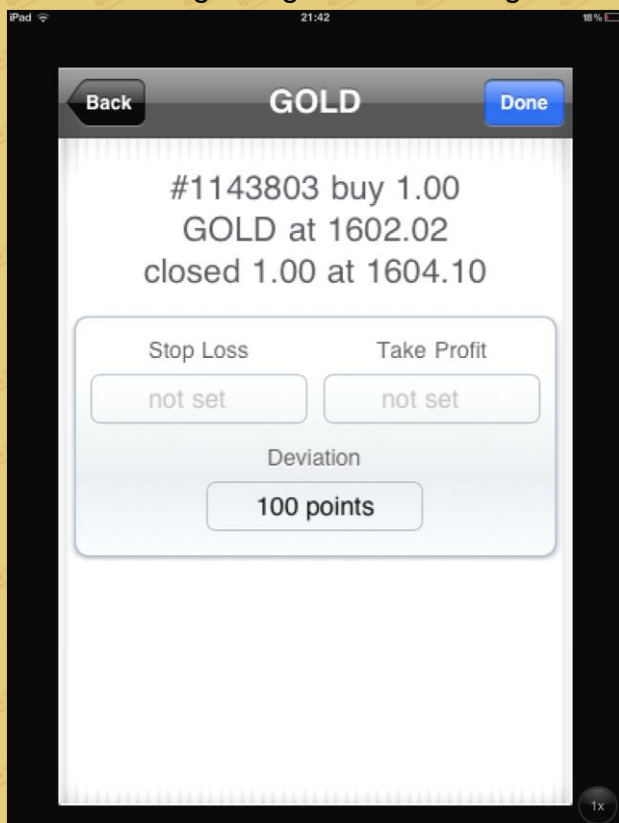 iPad 21:42 18%
Back GOLD Done
#1143803 buy 1.00
GOLD at 1602.02
closed 1.00 at 1604.10
Stop Loss Take Profit
not set not set
Deviation
100 points
1x